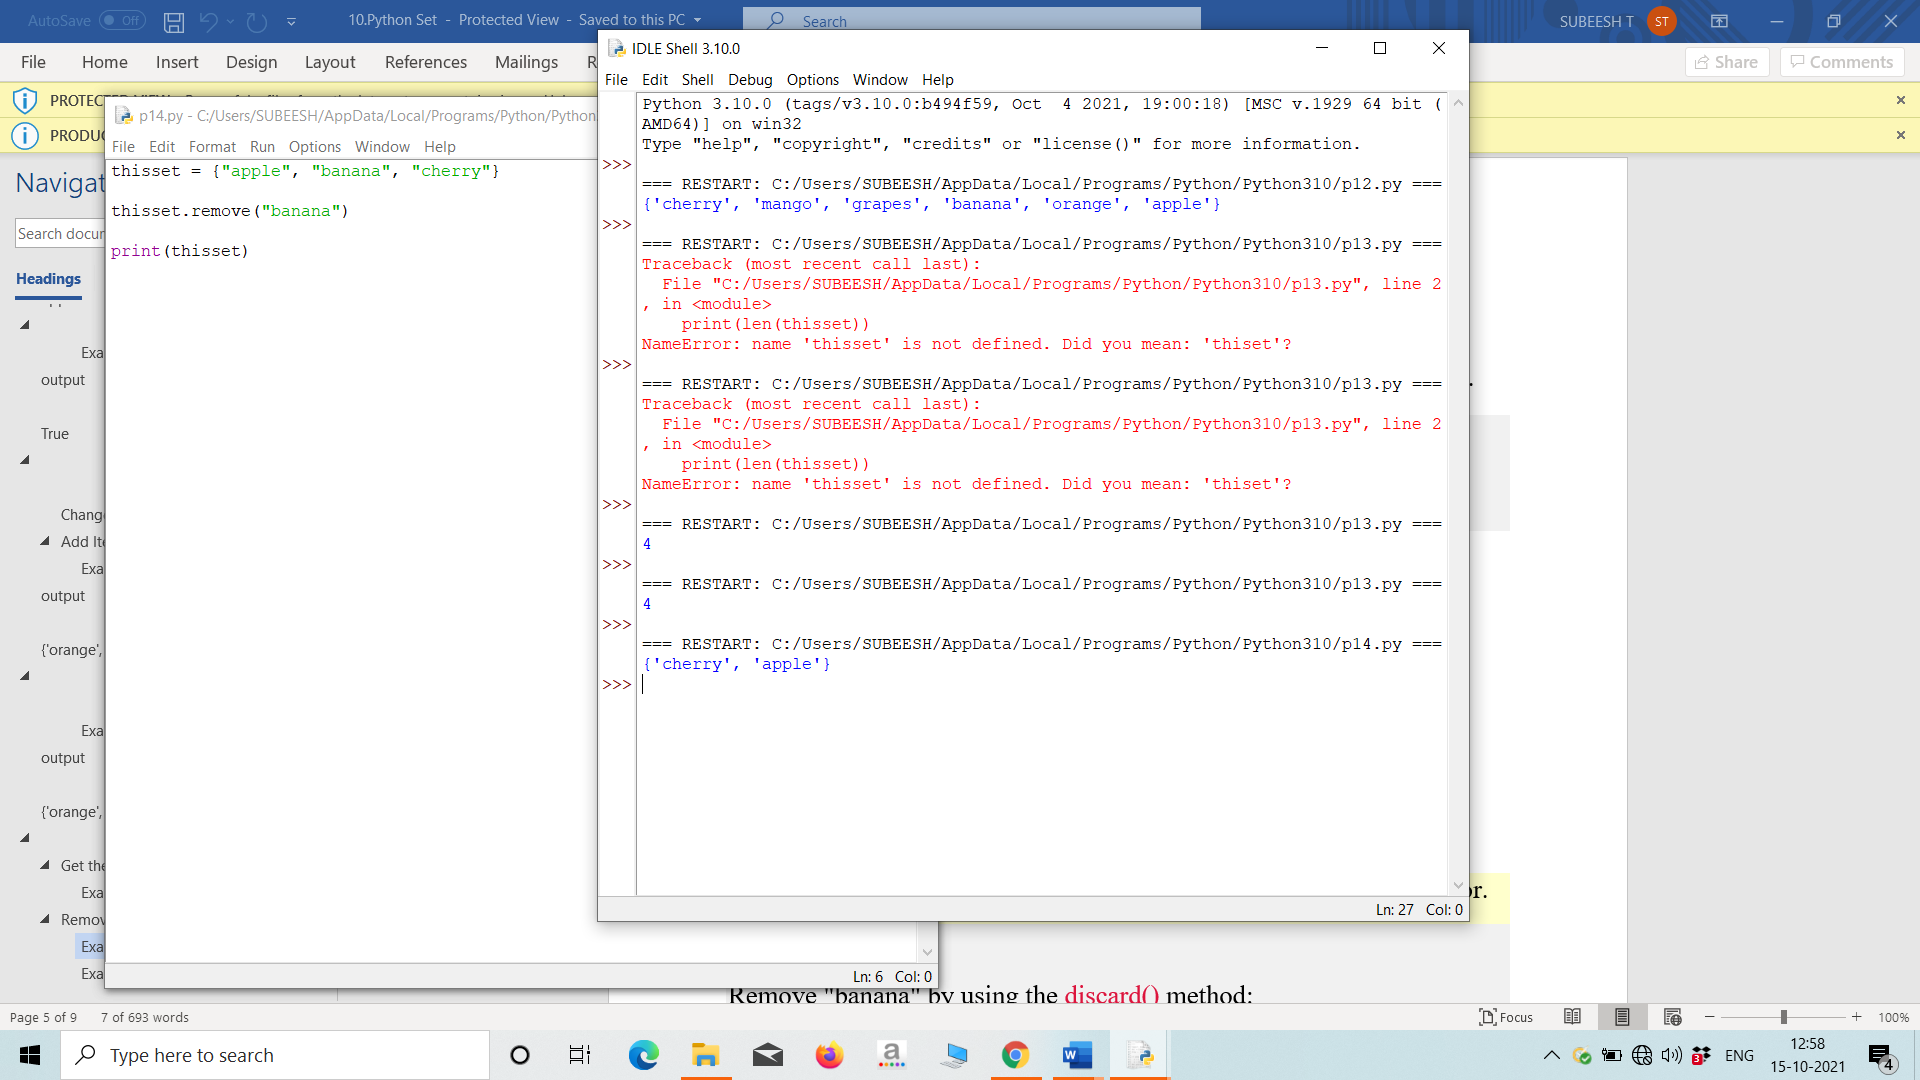 AutoSave Off 10.Python Set - Protected View - Saved to this PC Search SUBEESH T ST
File Home Insert Design Layout References Mailings R Share Comments
PROTEC
PRODUC
Navigat
Search docur
Headings
Exa
output
True
Chang
Add Ite
Exa
output
{'orange',
Exa
output
{'orange',
Get the
Exa
Remov
Exa
Exa
p14.py - C:/Users/SUBEESH/AppData/Local/Programs/Python/Python
File Edit Format Run Options Window Help
thisset = {"apple", "banana", "cherry"}
thisset.remove("banana")
print(thisset)
Ln: 6 Col: 0
IDLE Shell 3.10.0
File Edit Shell Debug Options Window Help
Python 3.10.0 (tags/v3.10.0:b494f59, Oct  4 2021, 19:00:18) [MSC v.1929 64 bit (
AMD64)] on win32
Type "help", "copyright", "credits" or "license()" for more information.
>>>
=== RESTART: C:/Users/SUBEESH/AppData/Local/Programs/Python/Python310/p12.py ===
{'cherry', 'mango', 'grapes', 'banana', 'orange', 'apple'}
>>>
=== RESTART: C:/Users/SUBEESH/AppData/Local/Programs/Python/Python310/p13.py ===
Traceback (most recent call last):
  File "C:/Users/SUBEESH/AppData/Local/Programs/Python/Python310/p13.py", line 2
, in <module>
    print(len(thisset))
NameError: name 'thisset' is not defined. Did you mean: 'thiset'?
>>>
=== RESTART: C:/Users/SUBEESH/AppData/Local/Programs/Python/Python310/p13.py ===
Traceback (most recent call last):
  File "C:/Users/SUBEESH/AppData/Local/Programs/Python/Python310/p13.py", line 2
, in <module>
    print(len(thisset))
NameError: name 'thisset' is not defined. Did you mean: 'thiset'?
>>>
=== RESTART: C:/Users/SUBEESH/AppData/Local/Programs/Python/Python310/p13.py ===
4
>>>
=== RESTART: C:/Users/SUBEESH/AppData/Local/Programs/Python/Python310/p13.py ===
4
>>>
=== RESTART: C:/Users/SUBEESH/AppData/Local/Programs/Python/Python310/p14.py ===
{'cherry', 'apple'}
>>>
Ln: 27 Col: 0
or.
Remove "banana" by using the discard() method:
Page 5 of 9 7 of 693 words Focus 100%
Type here to search a W 3 ENG 12:58
15-10-2021 4